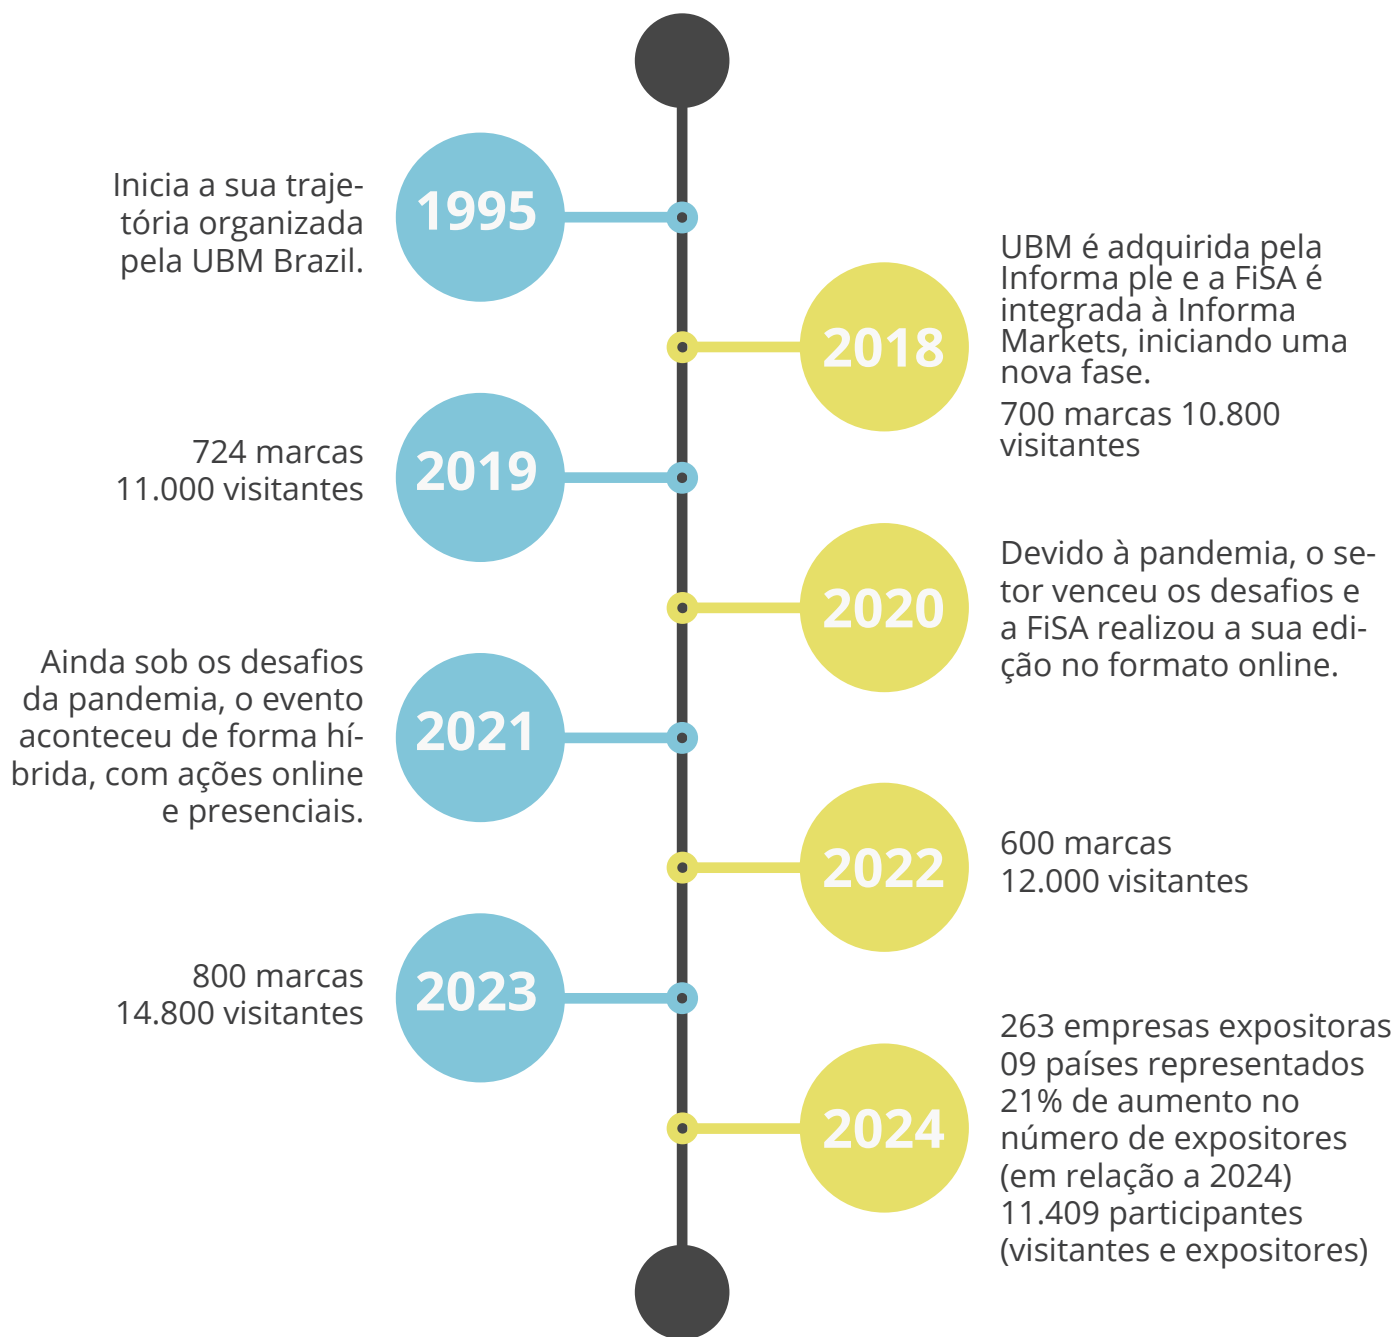 1995
Inicia a sua traje-
tória organizada
pela UBM Brazil.
2018
UBM é adquirida pela
Informa ple e a FiSA é
integrada à Informa
Markets, iniciando uma
nova fase.
700 marcas 10.800
visitantes
2019
724 marcas
11.000 visitantes
2020
Devido à pandemia, o se-
tor venceu os desafios e
a FiSA realizou a sua edi-
ção no formato online.
2021
Ainda sob os desafios
da pandemia, o evento
aconteceu de forma hí-
brida, com ações online
e presenciais.
2022
600 marcas
12.000 visitantes
2023
800 marcas
14.800 visitantes
2024
263 empresas expositoras
09 países representados
21% de aumento no
número de expositores
(em relação a 2024)
11.409 participantes
(visitantes e expositores)